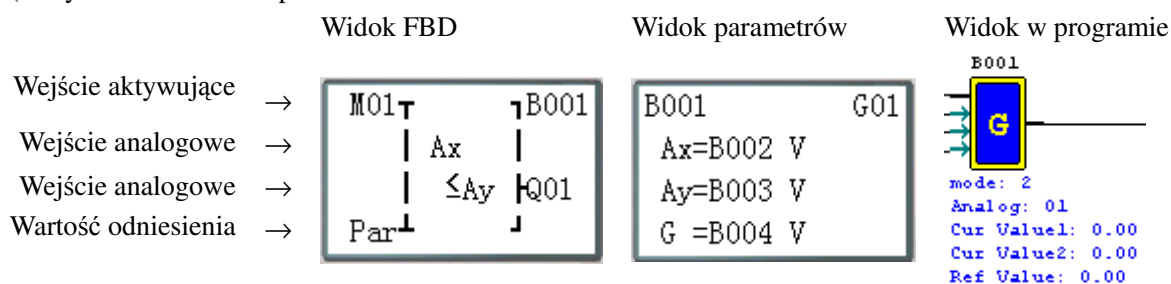 Widok FBD Widok parametrów Widok w programie
Wejście aktywujące →
Wejście analogowe →
Wejście analogowe →
Wartość odniesienia →
M01 B001
Ax
≤Ay Q01
Par
B001 G01
Ax=B002 V
Ay=B003 V
G =B004 V
B001
G
mode: 2
Analog: 01
Cur Value1: 0.00
Cur Value2: 0.00
Ref Value: 0.00